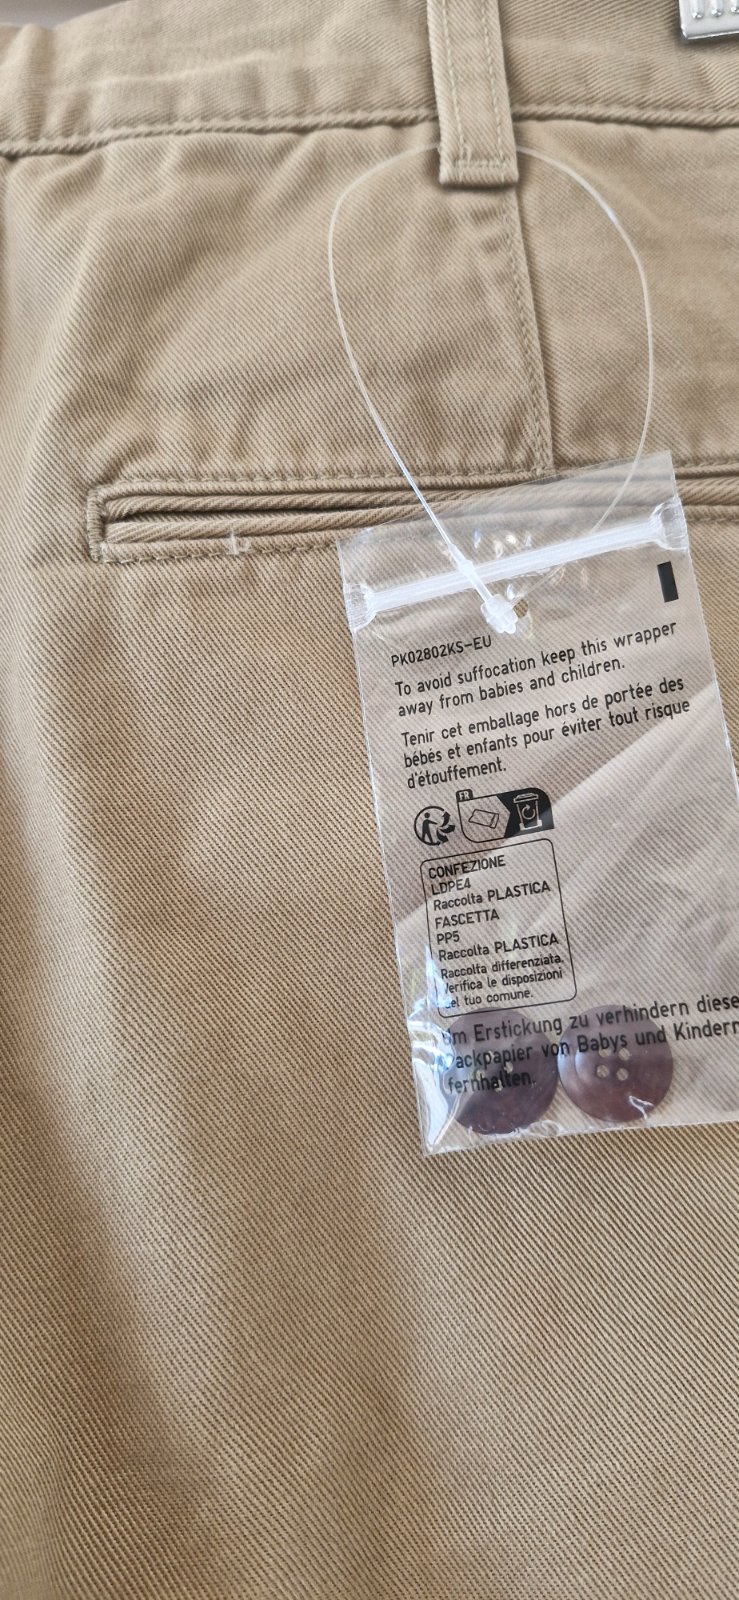 PK02802KS-EU
To avoid suffocation keep this wrapper
away from babies and children.
Tenir cet emballage hors de portée des
bébés et enfants pour éviter tout risque
d'étouffement.
FR
CONFEZIONE
LDPE4
Raccolta PLASTICA
FASCETTA
PP5
Raccolta PLASTICA
Raccolta differenziata.
Verifica le disposizioni
del tuo comune.
Um Erstickung zu verhindern diese
Packpapier von Babys und Kindern
fernhalten.